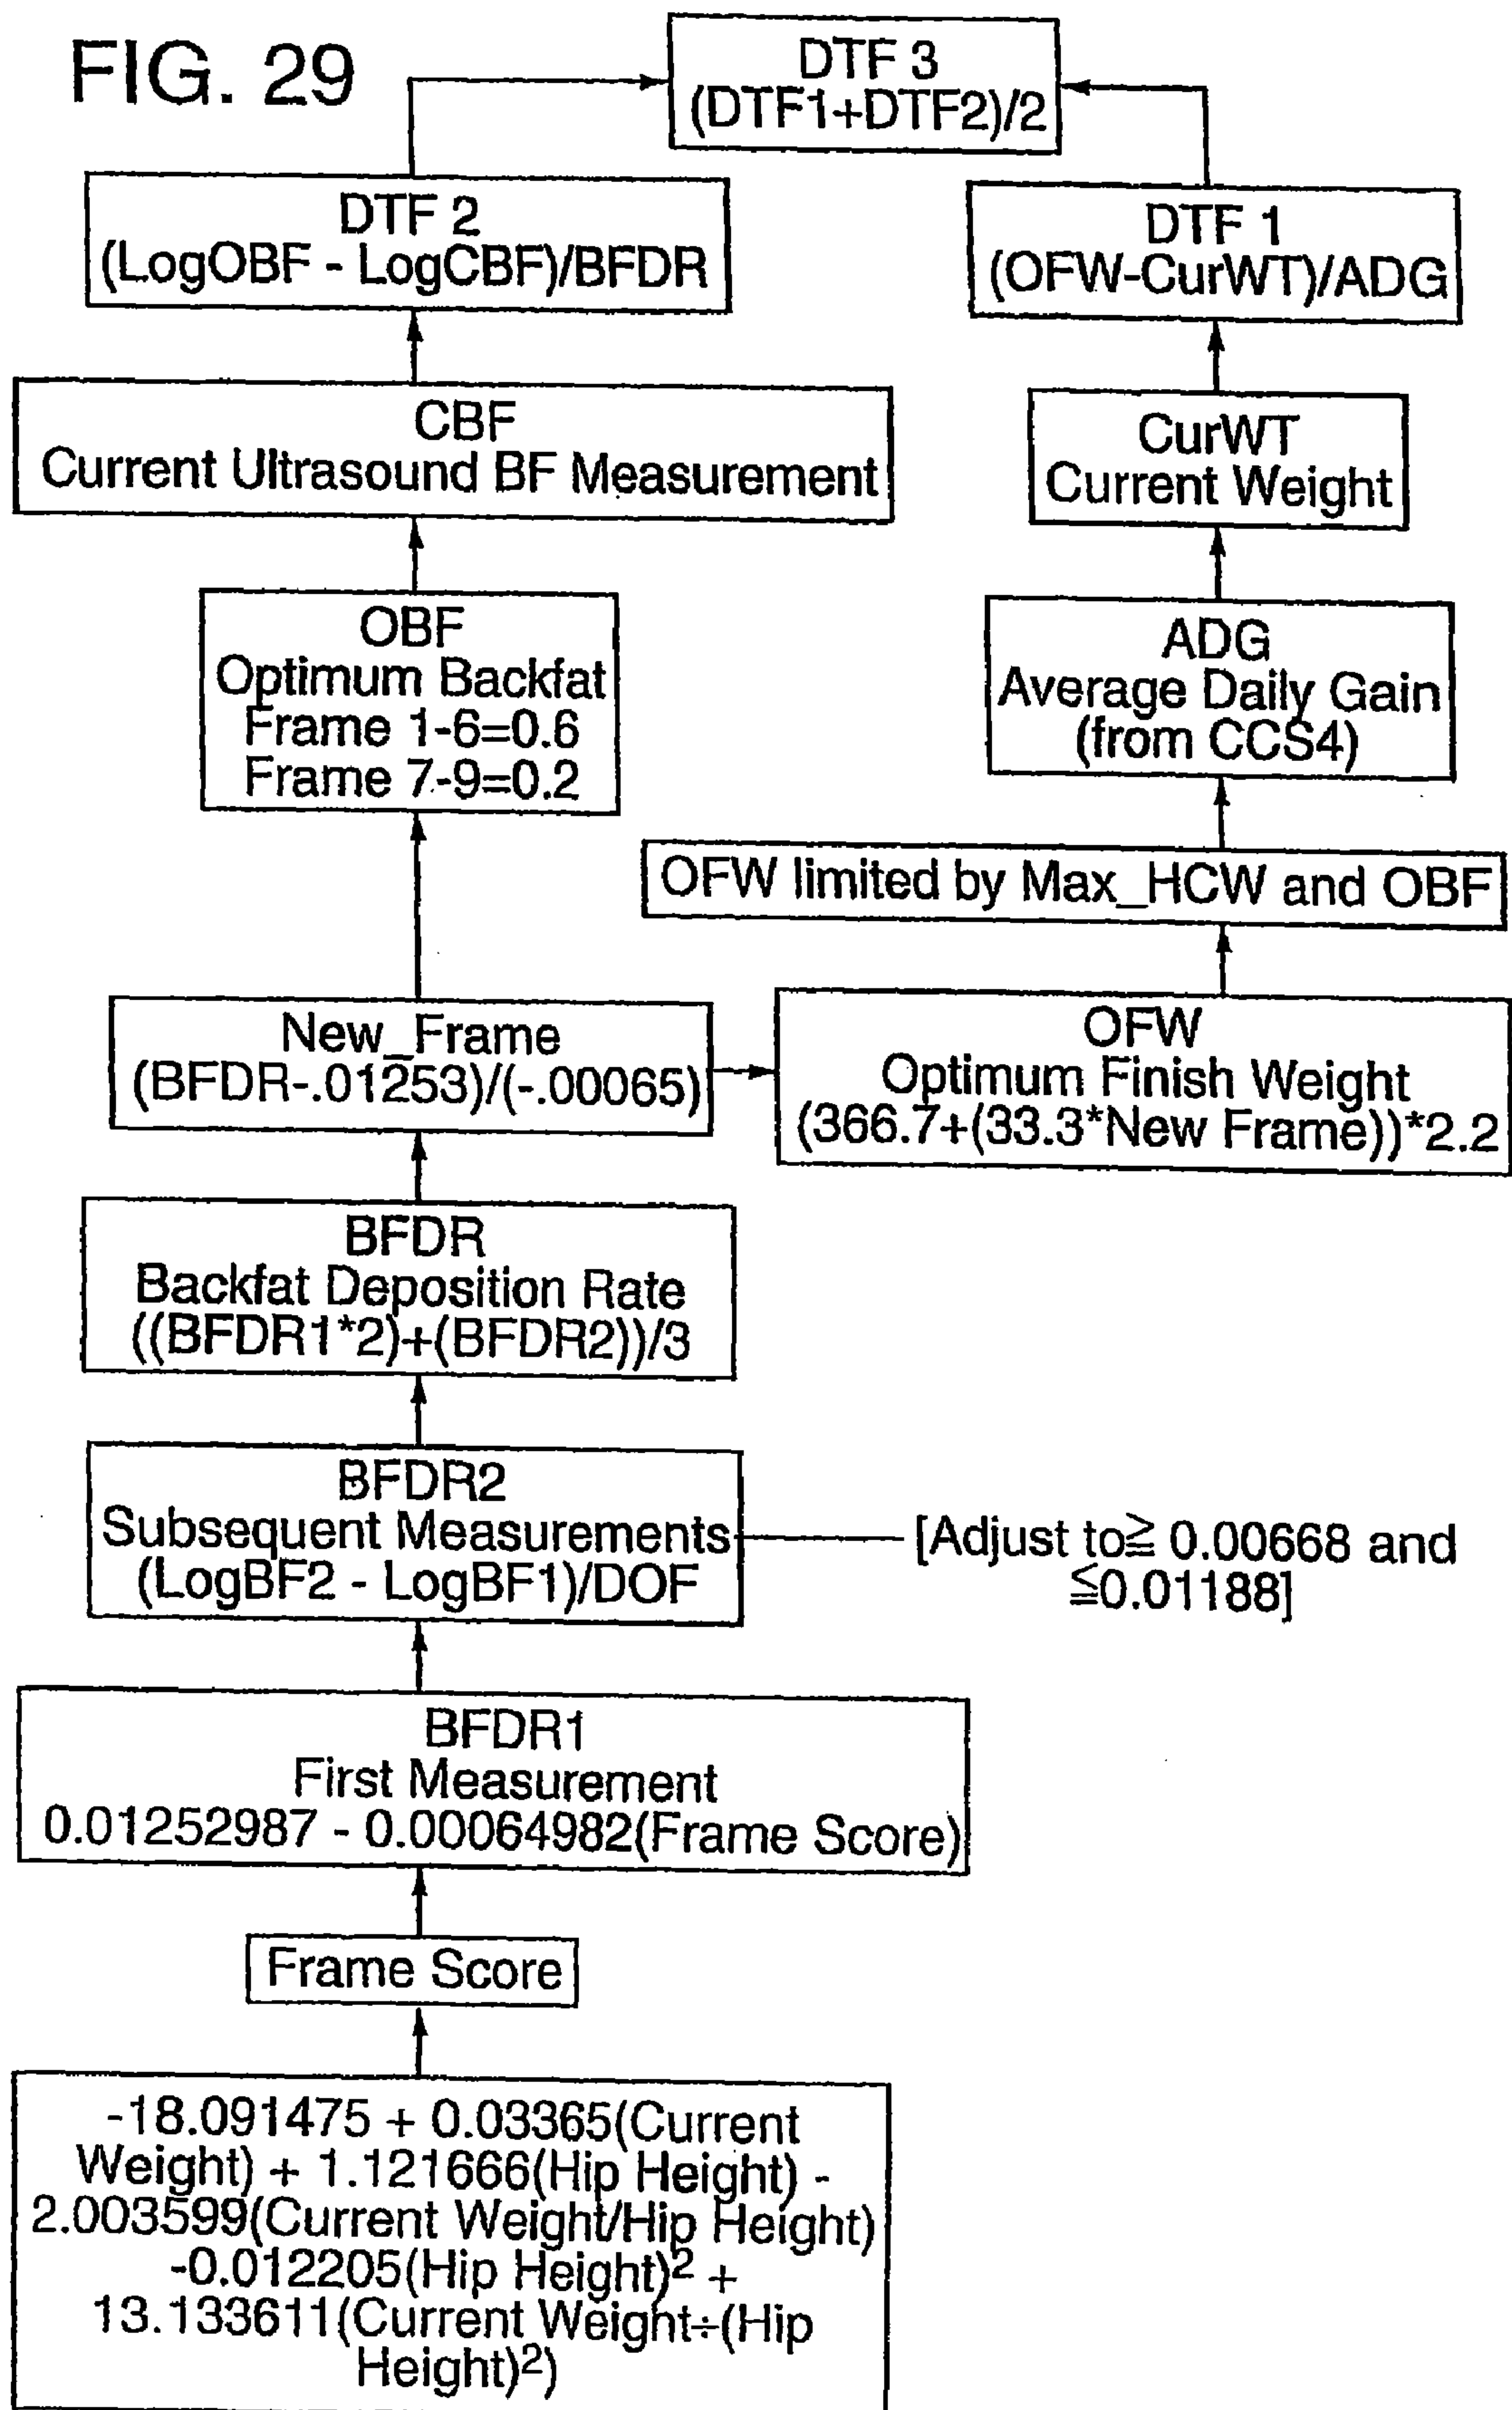 FIG. 29
DTF 3
(DTF1+DTF2)/2
DTF 2
(LogOBF - LogCBF)/BFDR
DTF 1
(OFW-CurWT)/ADG
CBF
Current Ultrasound BF Measurement
CurWT
Current Weight
OBF
Optimum Backfat
Frame 1-6=0.6
Frame 7-9=0.2
ADG
Average Daily Gain
(from CCS4)
OFW limited by Max_HCW and OBF
New_Frame
(BFDR-.01253)/(-.00065)
OFW
Optimum Finish Weight
(366.7+(33.3*New Frame))*2.2
BFDR
Backfat Deposition Rate
((BFDR1*2)+(BFDR2))/3
BFDR2
Subsequent Measurements
(LogBF2 - LogBF1)/DOF
[Adjust to≧ 0.00668 and
≦0.01188]
BFDR1
First Measurement
0.01252987 - 0.00064982(Frame Score)
Frame Score
-18.091475 + 0.03365(Current
Weight) + 1.121666(Hip Height) -
2.003599(Current Weight/Hip Height)
-0.012205(Hip Height)² +
13.133611(Current Weight÷(Hip
Height)²)